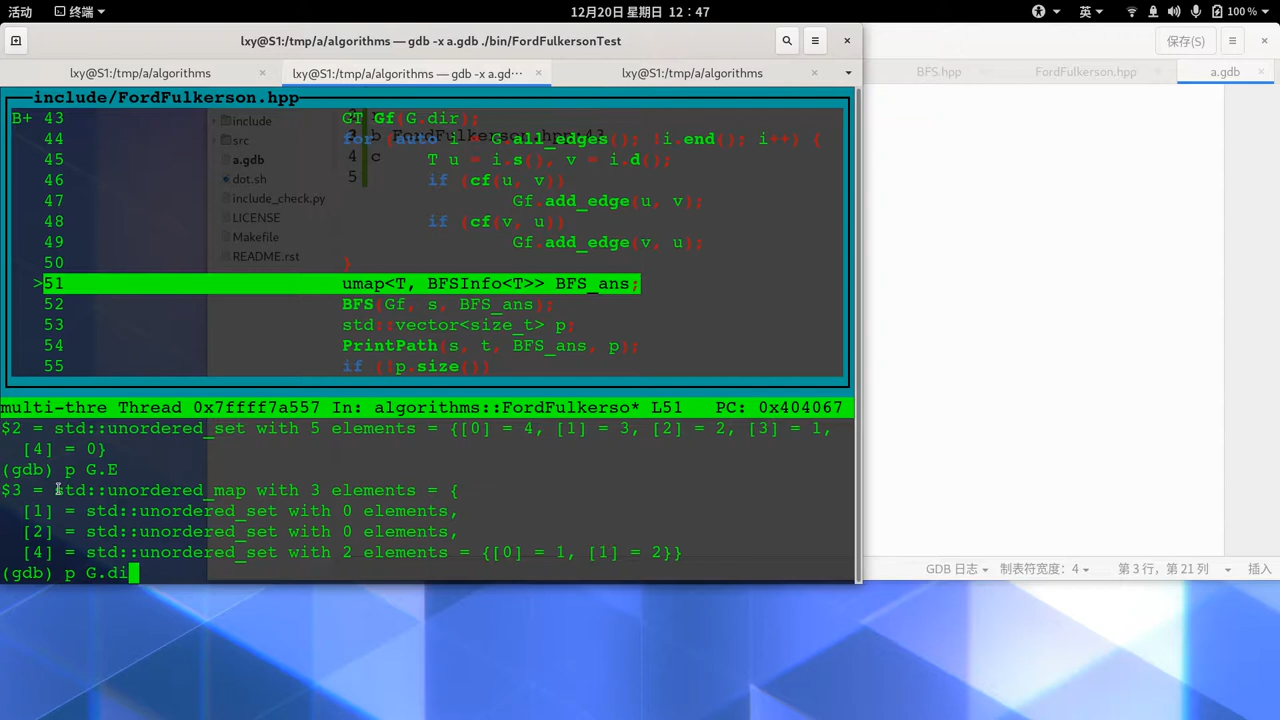 活动 终端 12月20日 星期日 12：47 英 100 %
lxy@S1:/tmp/a/algorithms — gdb -x a.gdb ./bin/FordFulkersonTest 保存(S)
lxy@S1:/tmp/a/algorithms lxy@S1:/tmp/a/algorithms — gdb -x a.gd··· lxy@S1:/tmp/a/algorithms BFS.hpp FordFulkerson.hpp a.gdb
include/FordFulkerson.hpp
B+ 43 GT Gf(G.dir);
44 for (auto i = G.all_edges(); !i.end(); i++) {
45 T u = i.s(), v = i.d();
46 if (cf(u, v))
47 Gf.add_edge(u, v);
48 if (cf(v, u))
49 Gf.add_edge(v, u);
50 }
>51 umap<T, BFSInfo<T>> BFS_ans;
52 BFS(Gf, s, BFS_ans);
53 std::vector<size_t> p;
54 PrintPath(s, t, BFS_ans, p);
55 if (!p.size())
include
src
a.gdb
dot.sh
include_check.py
LICENSE
Makefile
README.rst
3 b FordFulkerson.hpp:43
4 c
5
multi-thre Thread 0x7ffff7a557 In: algorithms::FordFulkerso* L51 PC: 0x404067
$2 = std::unordered_set with 5 elements = {[0] = 4, [1] = 3, [2] = 2, [3] = 1,
[4] = 0}
(gdb) p G.E
$3 = std::unordered_map with 3 elements = {
[1] = std::unordered_set with 0 elements,
[2] = std::unordered_set with 0 elements,
[4] = std::unordered_set with 2 elements = {[0] = 1, [1] = 2}}
(gdb) p G.di
GDB 日志 制表符宽度：4 第 3 行，第 21 列 插入